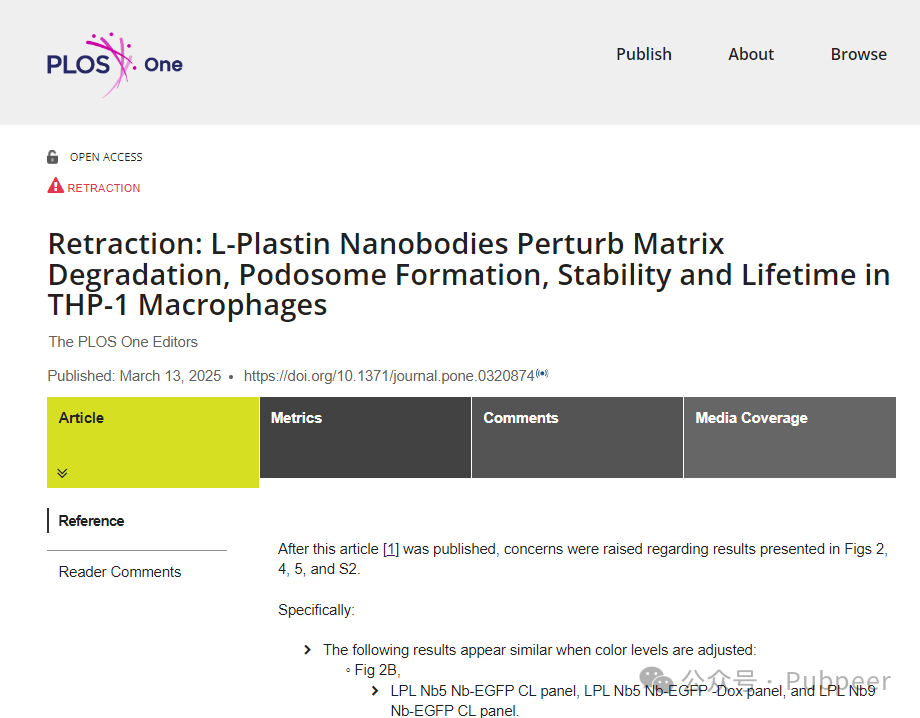 PLOS One
Publish
About
Browse
OPEN ACCESS
RETRACTION
Retraction: L-Plastin Nanobodies Perturb Matrix
Degradation, Podosome Formation, Stability and Lifetime in
THP-1 Macrophages
The PLOS One Editors
Published: March 13, 2025 • https://doi.org/10.1371/journal.pone.0320874
Article
Metrics
Comments
Media Coverage
Reference
Reader Comments
After this article [1] was published, concerns were raised regarding results presented in Figs 2,
4, 5, and S2.
Specifically:
The following results appear similar when color levels are adjusted:
◦ Fig 2B,
LPL Nb5 Nb-EGFP CL panel, LPL Nb5 Nb-EGFP -Dox panel, and LPL Nb9
Nb-EGFP CL panel.
公众号 · Pubpeer